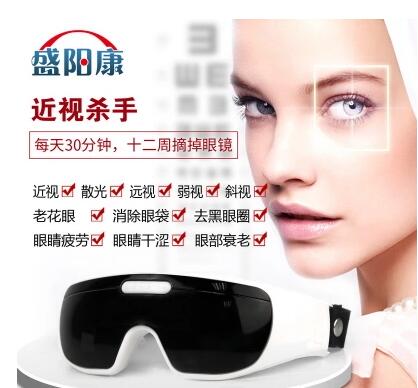 盛阳康
近视杀手
每天30分钟，十二周摘掉眼镜
近视 散光 远视 弱视 斜视
老花眼 消除眼袋 去黑眼圈
眼睛疲劳 眼睛干涩 眼部衰老